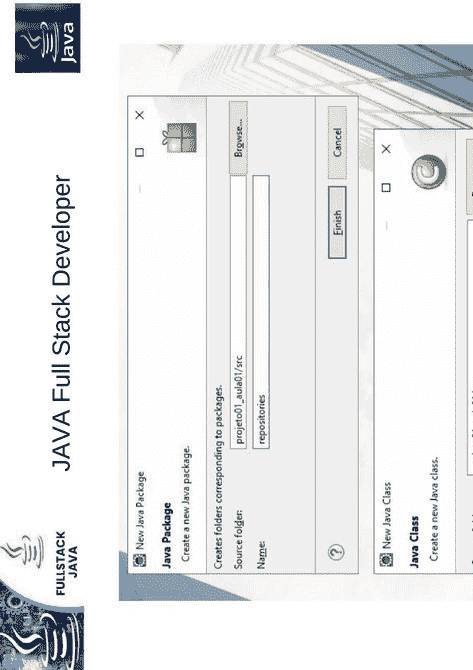 FULLSTACK
JAVA
JAVA Full Stack Developer
Java
New Java Package
Java Package
Create a new Java package.
Creates folders corresponding to packages.
Source folder:
projeto01_aula01/src
Browse...
Name:
repositories
Finish
Cancel
New Java Class
Java Class
Create a new Java class.